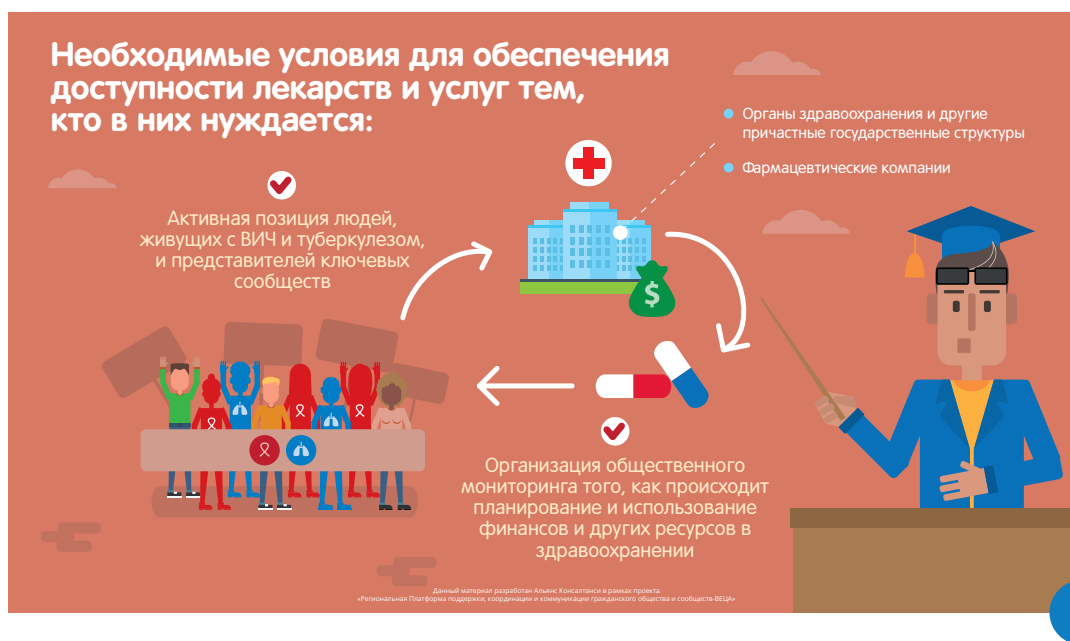 Необходимые условия для обеспечения
доступности лекарств и услуг тем,
кто в них нуждается:
Органы здравоохранения и другие
причастные государственные структуры
Фармацевтические компании
Активная позиция людей,
живущих с ВИЧ и туберкулезом,
и представителей ключевых
сообществ
$
Организация общественного
мониторинга того, как происходит
планирование и использование
финансов и других ресурсов в
здравоохранении
Данный материал разработан Альянс Консалтанси в рамках проекта
«Региональная Платформа поддержки, координации и коммуникации гражданского общества и сообществ-ВЕЦА»